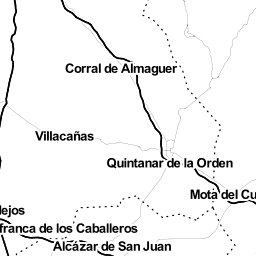 Corral de Almaguer
Villacañas
Quintanar de la Orden
Mota del Cu
lejos
franca de los Caballeros
Alcázar de San Juan